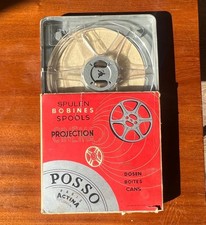 SPULEN
BOBINES
SPOOLS
PROJECTION
DOSEN
BOITES
CANS
POSSO
ACTINA